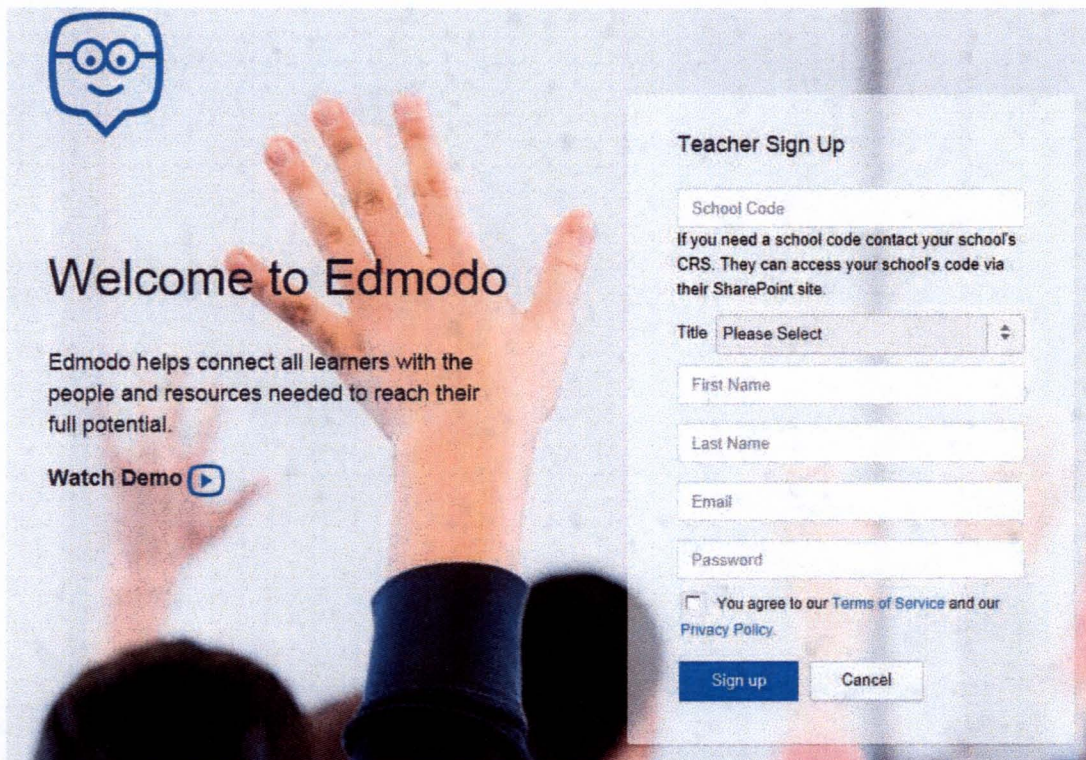 Welcome to Edmodo
Edmodo helps connect all learners with the
people and resources needed to reach their
full potential.
Watch Demo
Teacher Sign Up
School Code
If you need a school code contact your school's
CRS. They can access your school's code via
their SharePoint site.
Title Please Select
First Name
Last Name
Email
Password
You agree to our Terms of Service and our
Privacy Policy.
Sign up Cancel